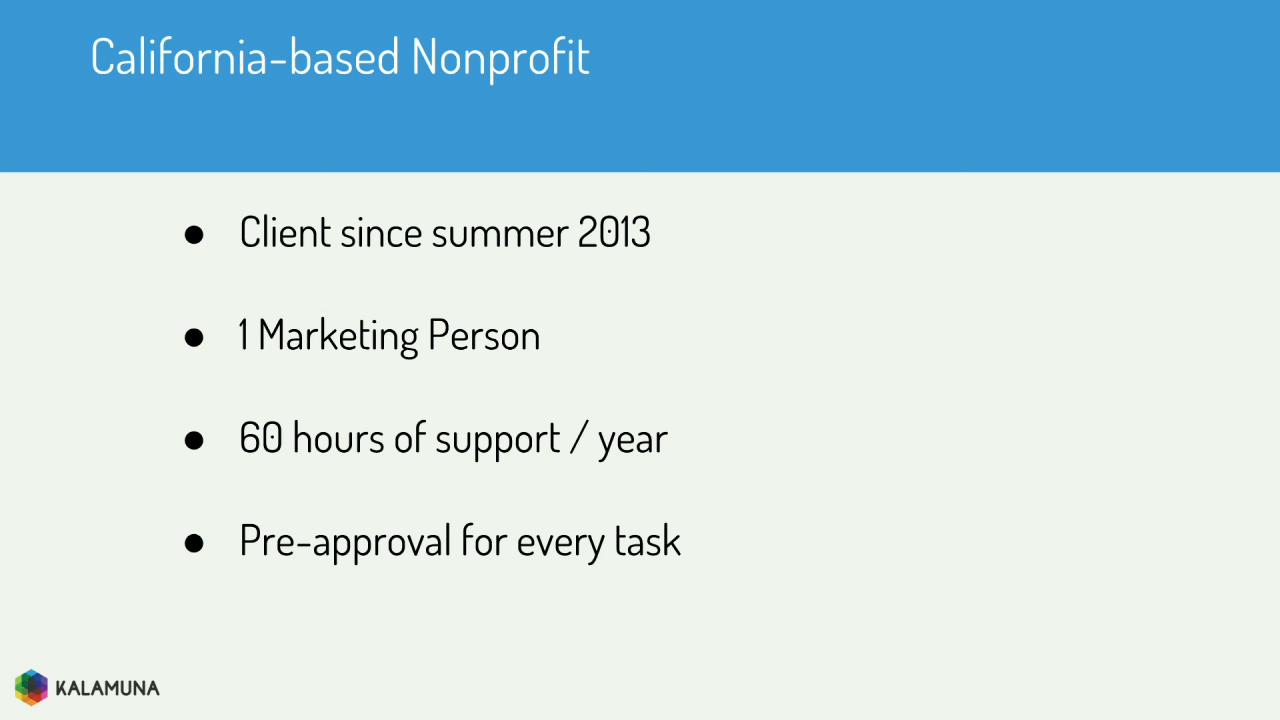 California-based Nonprofit
● Client since summer 2013
● 1 Marketing Person
● 60 hours of support / year
● Pre-approval for every task
KALAMUNA